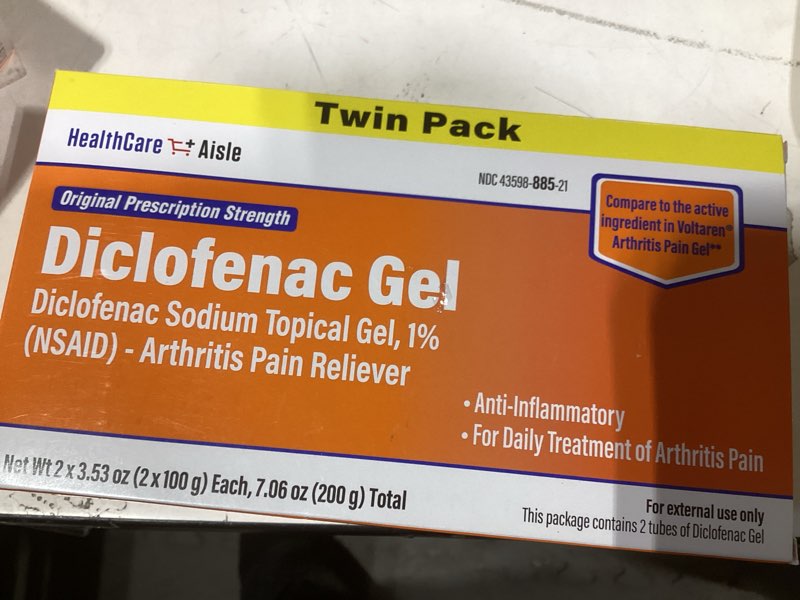 Twin Pack
HealthCare + Aisle
NDC 43598-885-21
Original Prescription Strength
Compare to the active
ingredient in Voltaren®
Arthritis Pain Gel**
Diclofenac Gel
Diclofenac Sodium Topical Gel, 1%
(NSAID) - Arthritis Pain Reliever
• Anti-Inflammatory
• For Daily Treatment of Arthritis Pain
Net Wt 2 x 3.53 oz (2 x 100 g) Each, 7.06 oz (200 g) Total
For external use only
This package contains 2 tubes of Diclofenac Gel